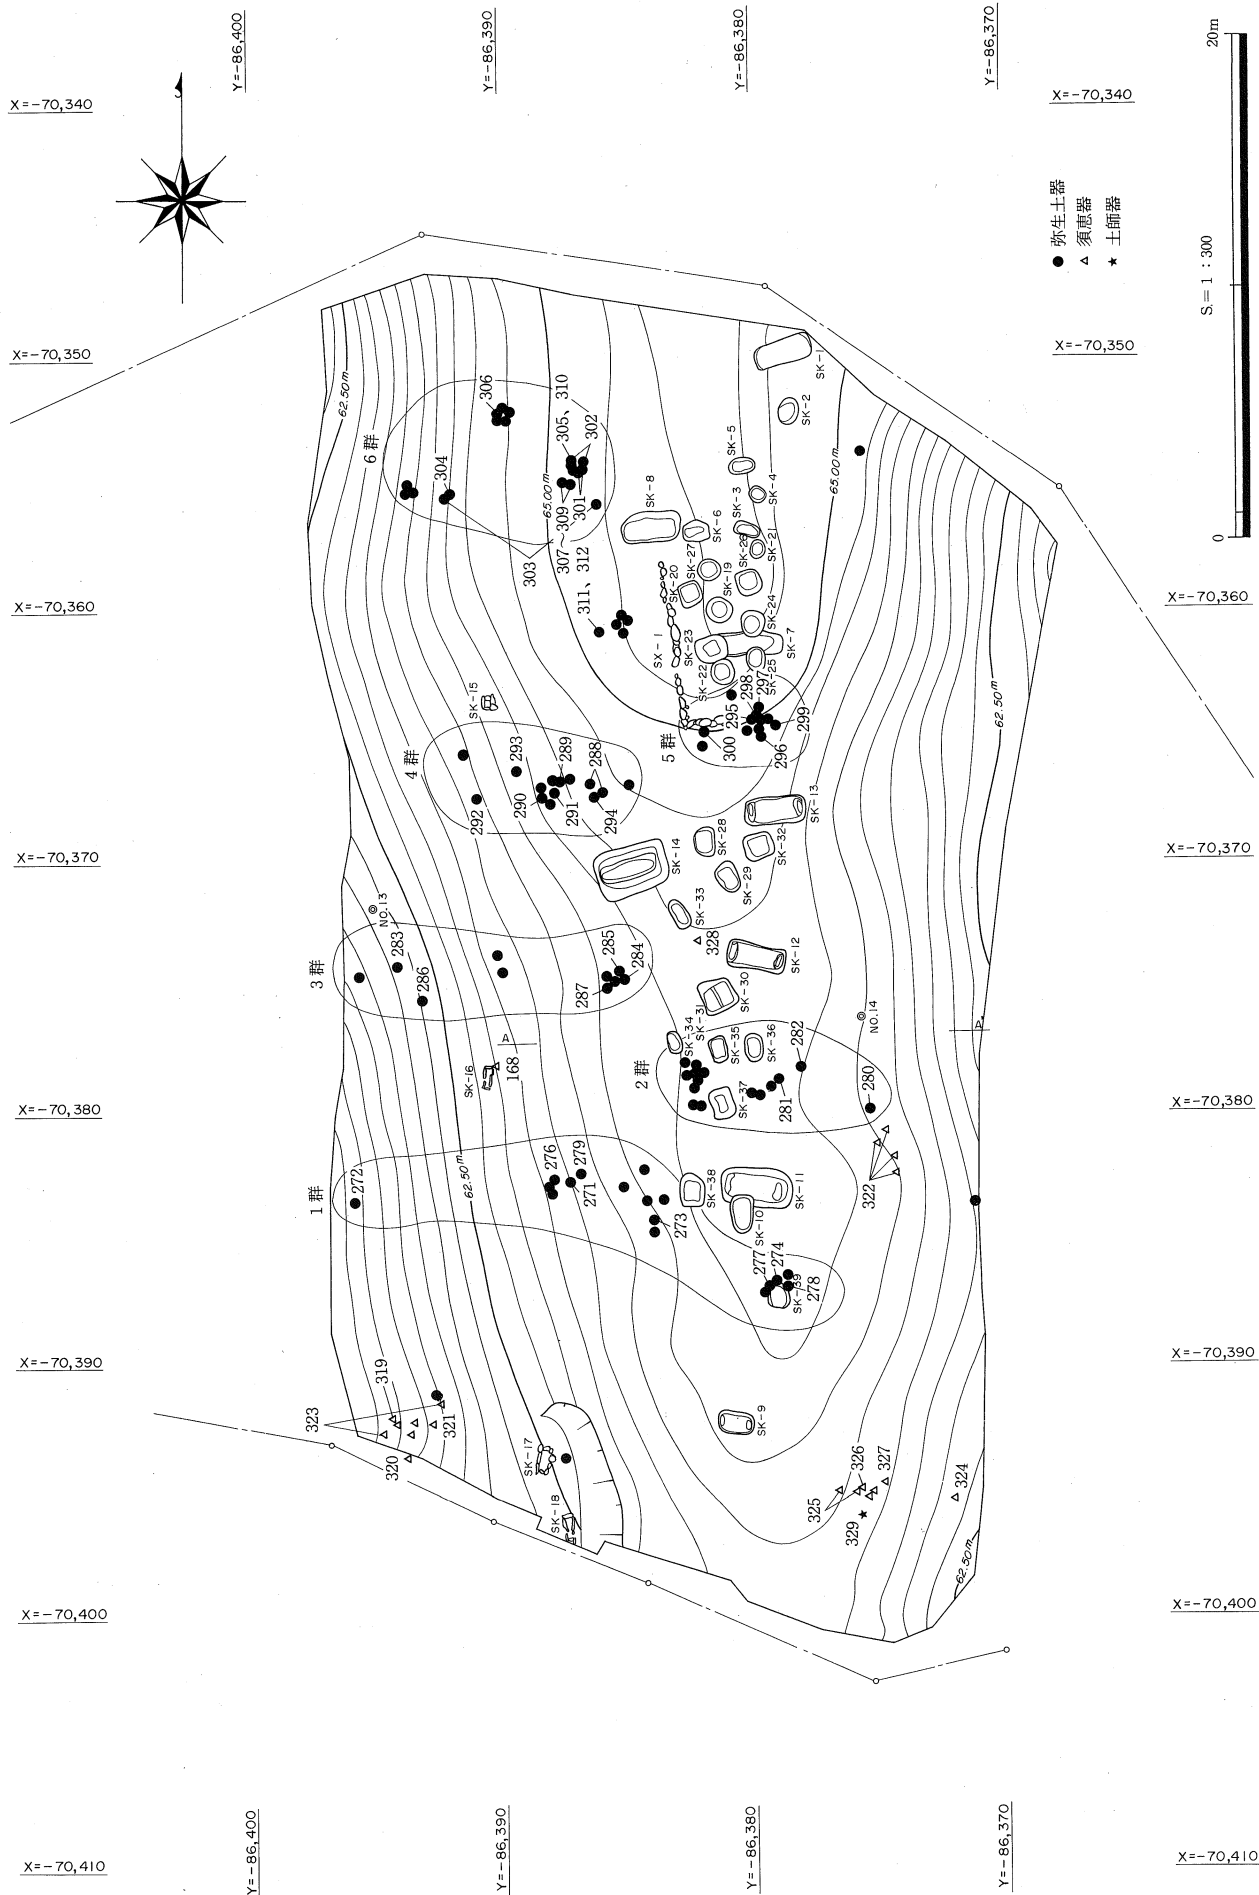 Y=-86,400
Y=-86,390
Y=-86,380
Y=-86,370
X=-70,340
X=-70,340
20m
S.=1:300
0
● 弥生土器
△ 須恵器
★ 土師器
X=-70,350
X=-70,350
62.50m
306
305、310
302
6群
304
65.00m
301
307~309
303
311、312
SK-1
SK-2
SK-5
SK-4
SK-3
SK-8
SK-6
SK-21
SK-26
SK-27
SK-19
SK-20
SK-24
SK-7
SK-23
SK-22
SK-25
SX-1
65.00m
X=-70,360
X=-70,360
SK-15
4群
293
289
288
290
291
292
294
5群
295
298
297
300
296
299
62.50m
SK-13
SK-28
SK-32
SK-14
SK-29
SK-33
X=-70,370
X=-70,370
NO.13
3群
283
286
285
284
287
328
SK-12
SK-30
SK-31
SK-34
SK-35
SK-36
NO.14
A
A'
SK-16
168
2群
282
SK-37
281
280
X=-70,380
X=-70,380
1群
272
62.50m
276
279
271
273
SK-38
SK-11
SK-10
322
277
274
SK-39
278
X=-70,390
X=-70,390
319
323
321
320
SK-17
SK-18
SK-9
326
327
325
329
324
62.50m
X=-70,400
X=-70,400
Y=-86,400
Y=-86,390
Y=-86,380
Y=-86,370
X=-70,410
X=-70,410